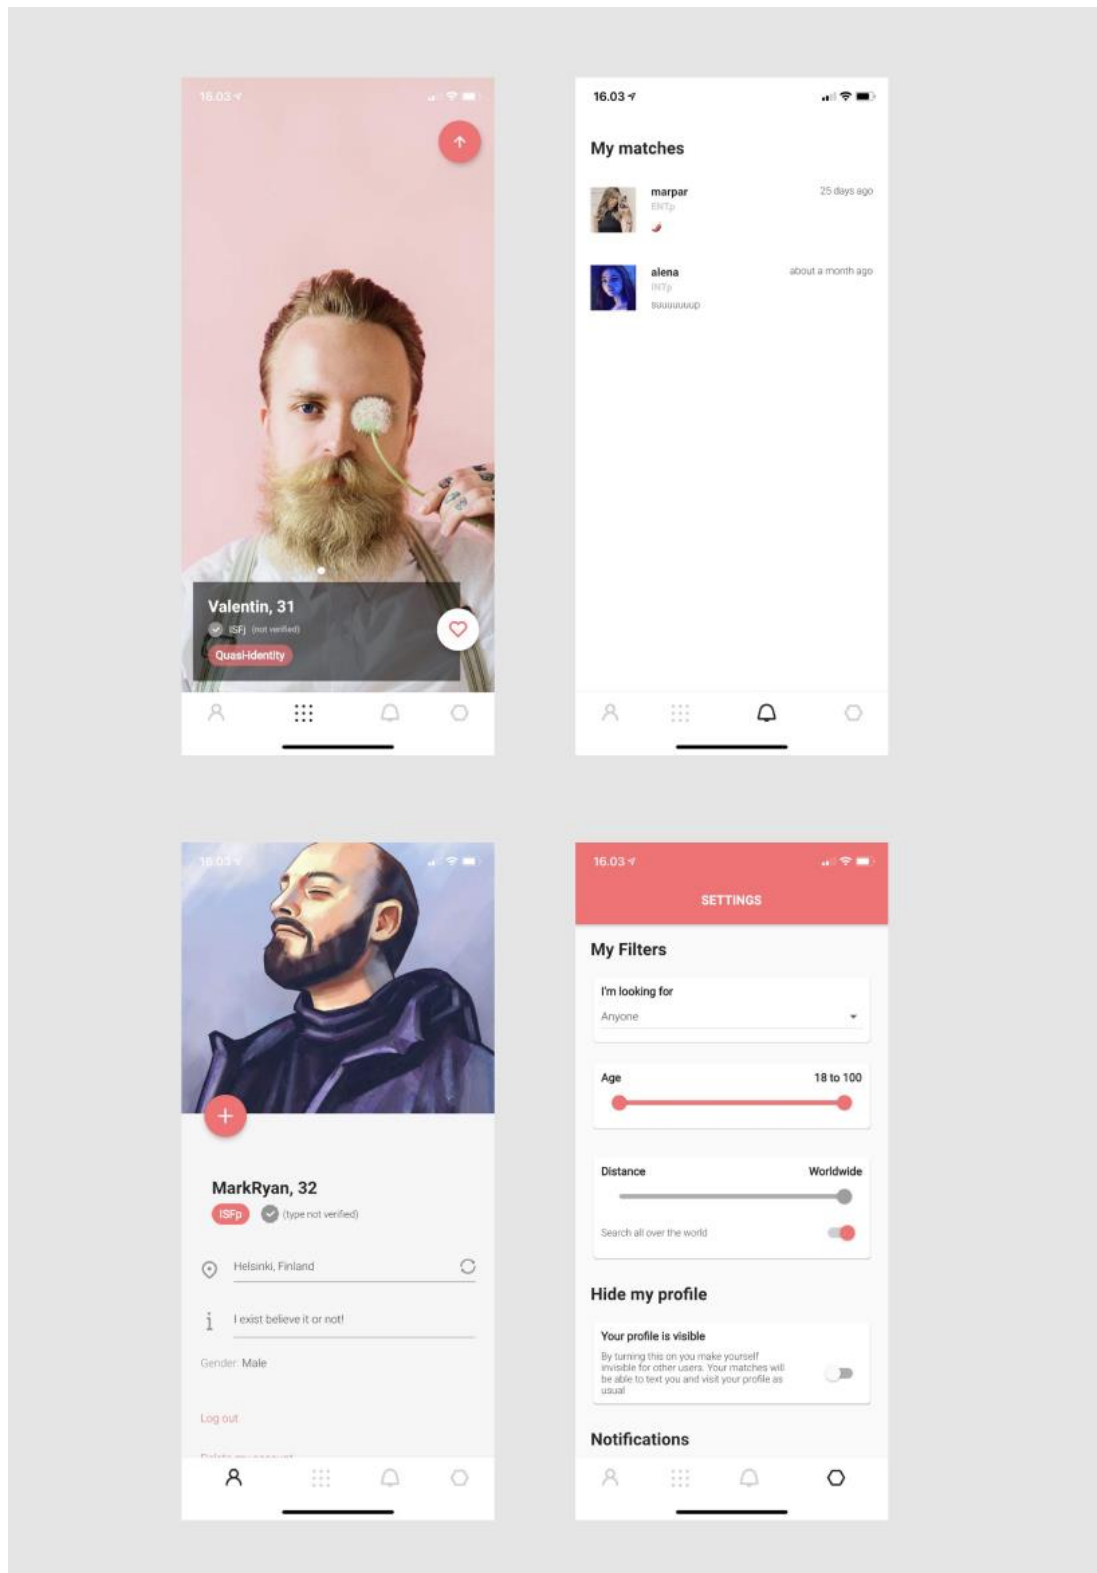 16.03
Valentin, 31
ISFj (not verified)
Quasi-identity
16.03
My matches
marpar
25 days ago
ENTp
alena
about a month ago
INTp
suuuuuuup
16.03
MarkRyan, 32
ISFp (type not verified)
Helsinki, Finland
I exist believe it or not!
Gender: Male
Log out
Delete my account
16.03
SETTINGS
My Filters
I'm looking for
Anyone
Age 18 to 100
Distance Worldwide
Search all over the world
Hide my profile
Your profile is visible
By turning this on you make yourself
invisible for other users. Your matches will
be able to text you and visit your profile as
usual
Notifications